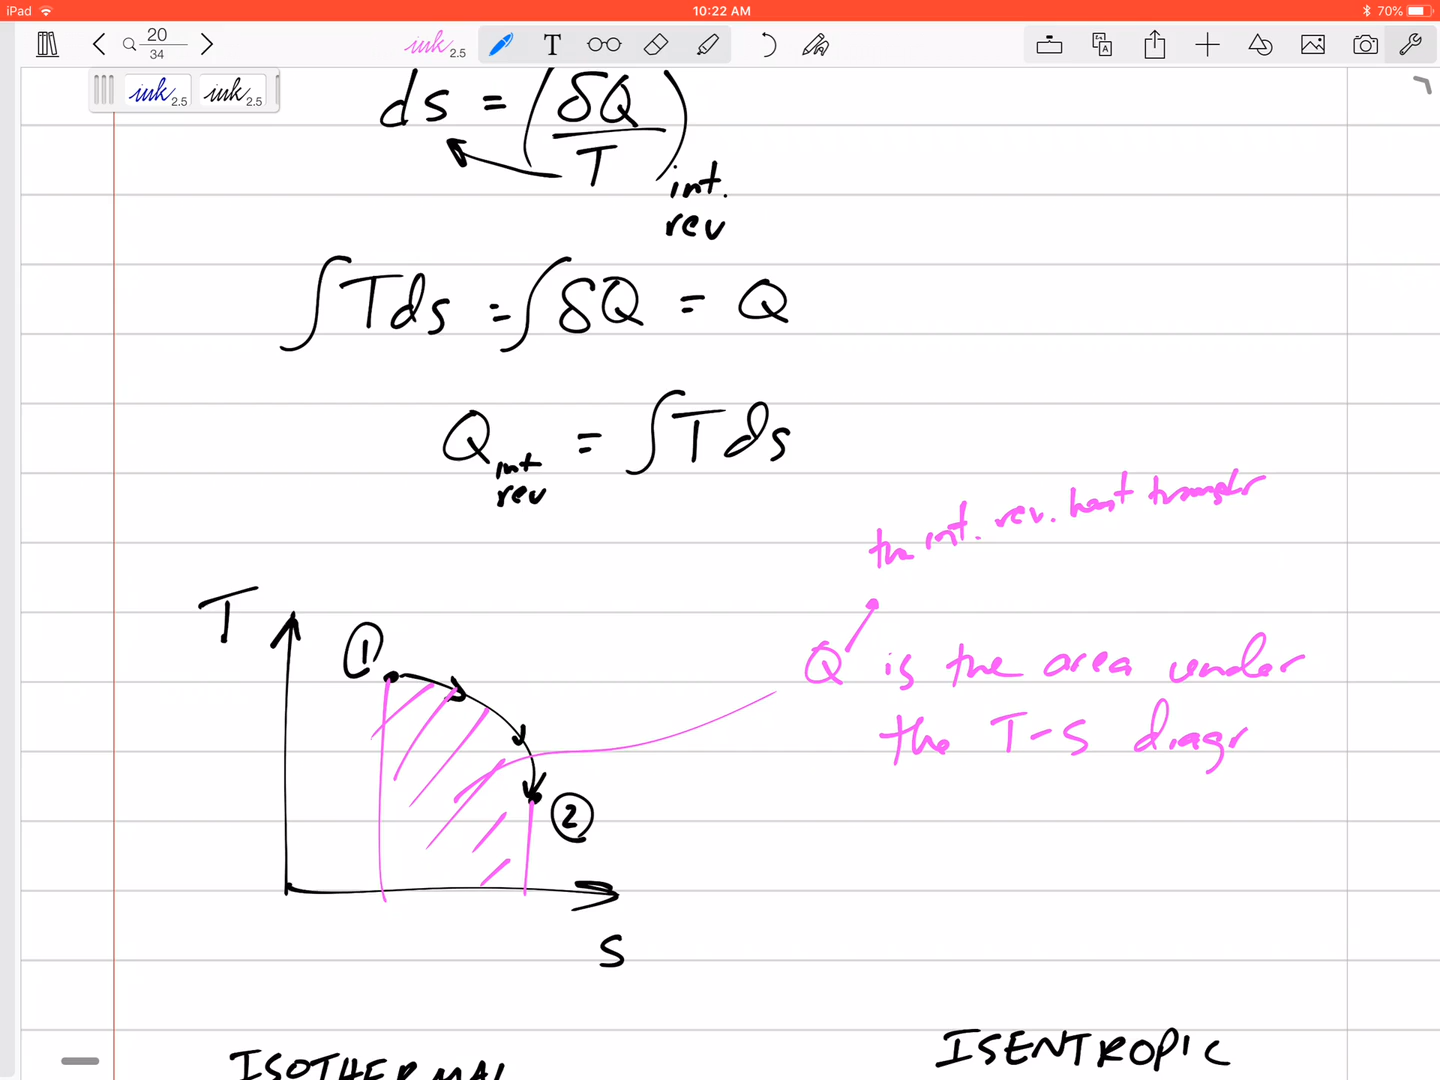 iPad 10:22 AM 70%
20
34
ink 2.5 T
ink 2.5 ink 2.5
ds = (δQ/T) int. rev
∫Tds = ∫δQ = Q
Q int rev = ∫Tds
the int. rev. heat transfer
Q is the area under
the T-s diagr
T
1
2
s
ISOTHERMAL
ISENTROPIC